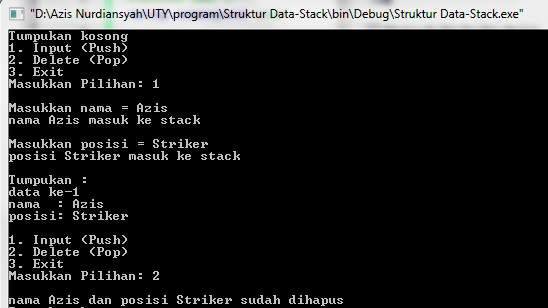 "D:\Azis Nurdiansyah\UTY\program\Struktur Data-Stack\bin\Debug\Struktur Data-Stack.exe"
Tumpukan kosong
1. Input (Push)
2. Delete (Pop)
3. Exit
Masukkan Pilihan: 1
Masukkan nama = Azis
nama Azis masuk ke stack
Masukkan posisi = Striker
posisi Striker masuk ke stack
Tumpukan :
data ke-1
nama  : Azis
posisi: Striker
1. Input (Push)
2. Delete (Pop)
3. Exit
Masukkan Pilihan: 2
nama Azis dan posisi Striker sudah dihapus